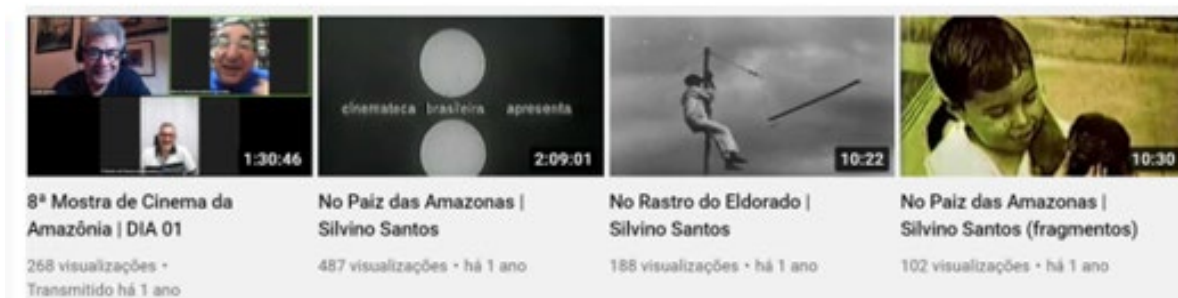 1:30:46
8ª Mostra de Cinema da
Amazônia | DIA 01
268 visualizações •
Transmitido há 1 ano
cinemateca brasileira apresenta
2:09:01
No Paiz das Amazonas |
Silvino Santos
487 visualizações • há 1 ano
10:22
No Rastro do Eldorado |
Silvino Santos
188 visualizações • há 1 ano
10:30
No Paiz das Amazonas |
Silvino Santos (fragmentos)
102 visualizações • há 1 ano